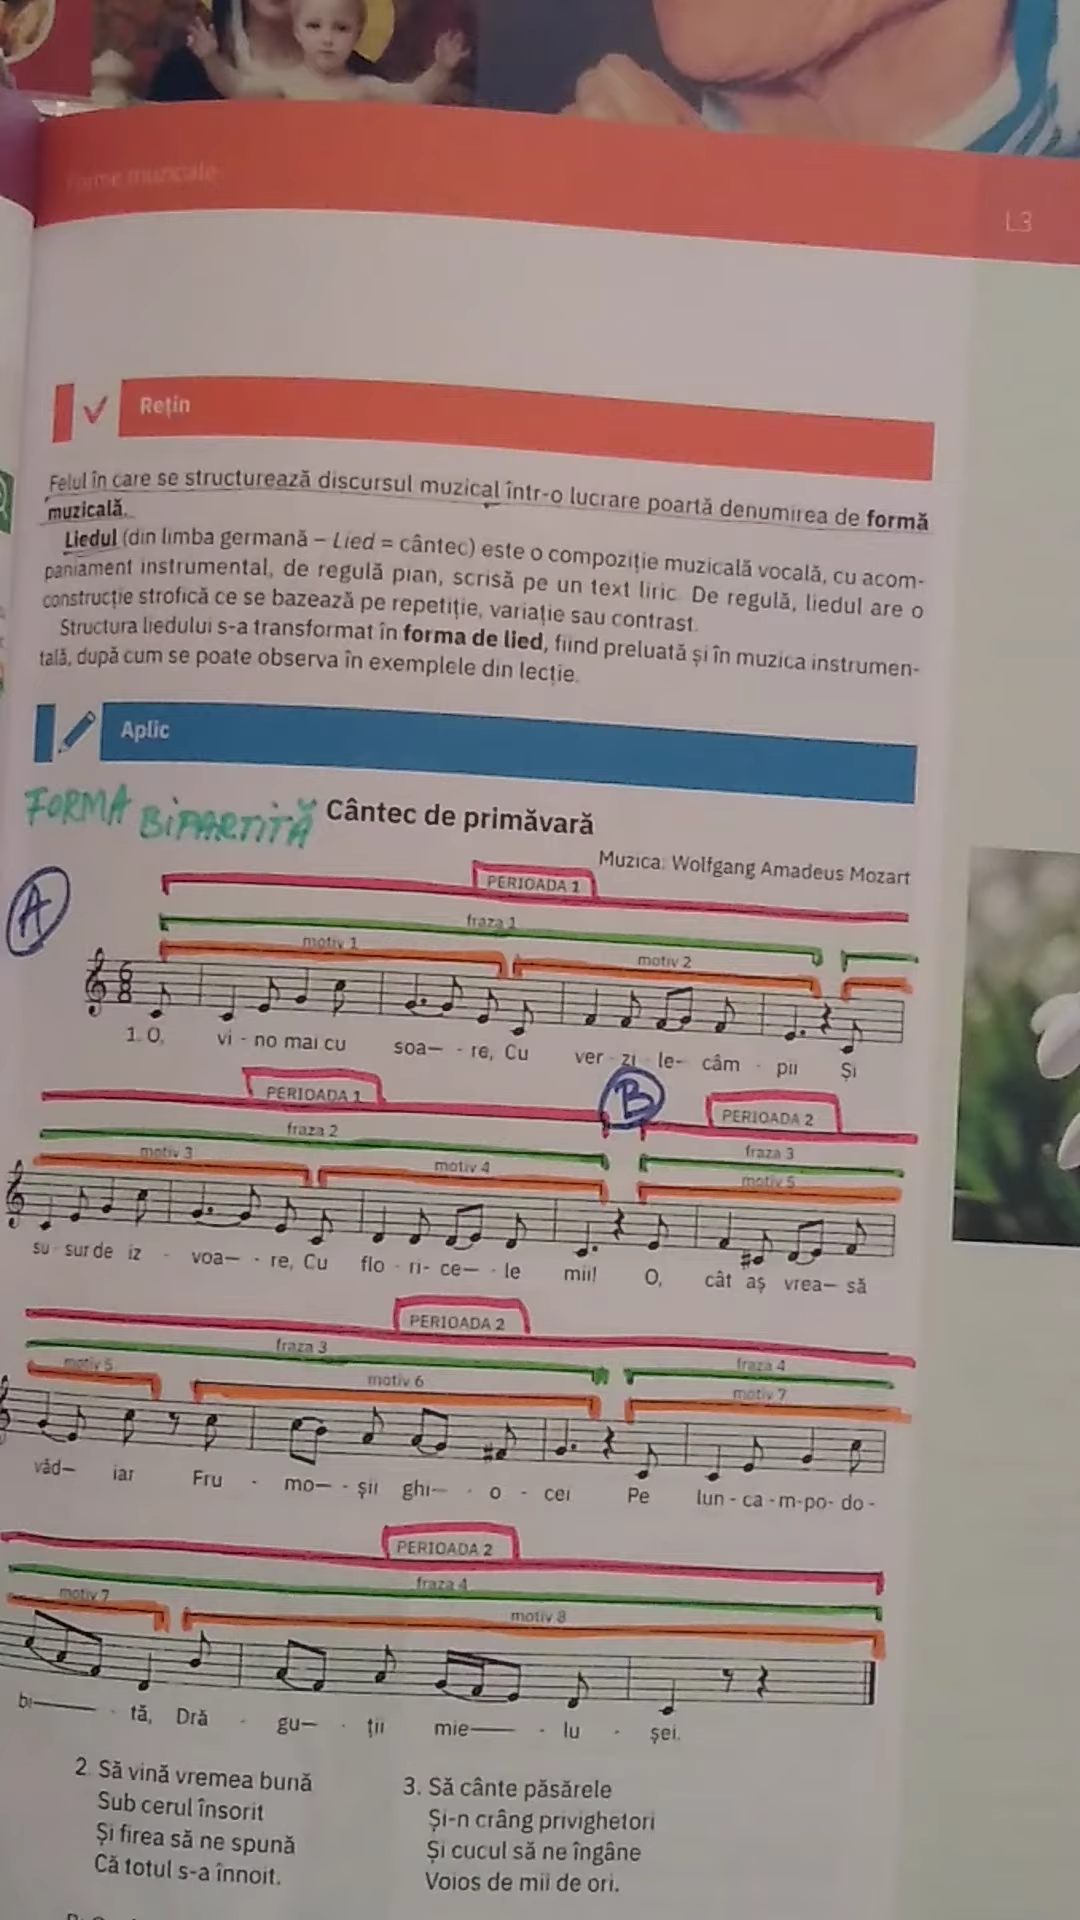 Forme muzicale
L3
Rețin
Felul în care se structurează discursul muzical într-o lucrare poartă denumirea de formă
muzicală.
Liedul (din limba germană – Lied = cântec) este o compoziție muzicală vocală, cu acom-
paniament instrumental, de regulă pian, scrisă pe un text liric. De regulă, liedul are o
construcție strofică ce se bazează pe repetiție, variație sau contrast.
Structura liedului s-a transformat în forma de lied, fiind preluată și în muzica instrumen-
tală, după cum se poate observa în exemplele din lecție.
Aplic
FORMA BIPARTITĂ
Cântec de primăvară
Muzica: Wolfgang Amadeus Mozart
A
PERIOADA 1
fraza 1
motiv 1 motiv 2
6
8
1. O, vi - no mai cu soa— - re, Cu ver - zi - le- câm - pii Și
PERIOADA 1 B PERIOADA 2
fraza 2 fraza 3
motiv 3 motiv 4 motiv 5
su - sur de iz - voa— - re, Cu flo - ri- ce— - le mii! O, cât aș vrea— să
PERIOADA 2
fraza 3 fraza 4
motiv 5 motiv 6 motiv 7
văd— iar Fru - mo— - șii ghi— - o - cei Pe lun - ca -m-po- do -
PERIOADA 2
fraza 4
motiv 7 motiv 8
bi—— - tă, Dră - gu— - ții mie—— - lu - șei.
2. Să vină vremea bună
Sub cerul însorit
Și firea să ne spună
Că totul s-a înnoit.
3. Să cânte păsărele
Și-n crâng privighetori
Și cucul să ne îngâne
Voios de mii de ori.